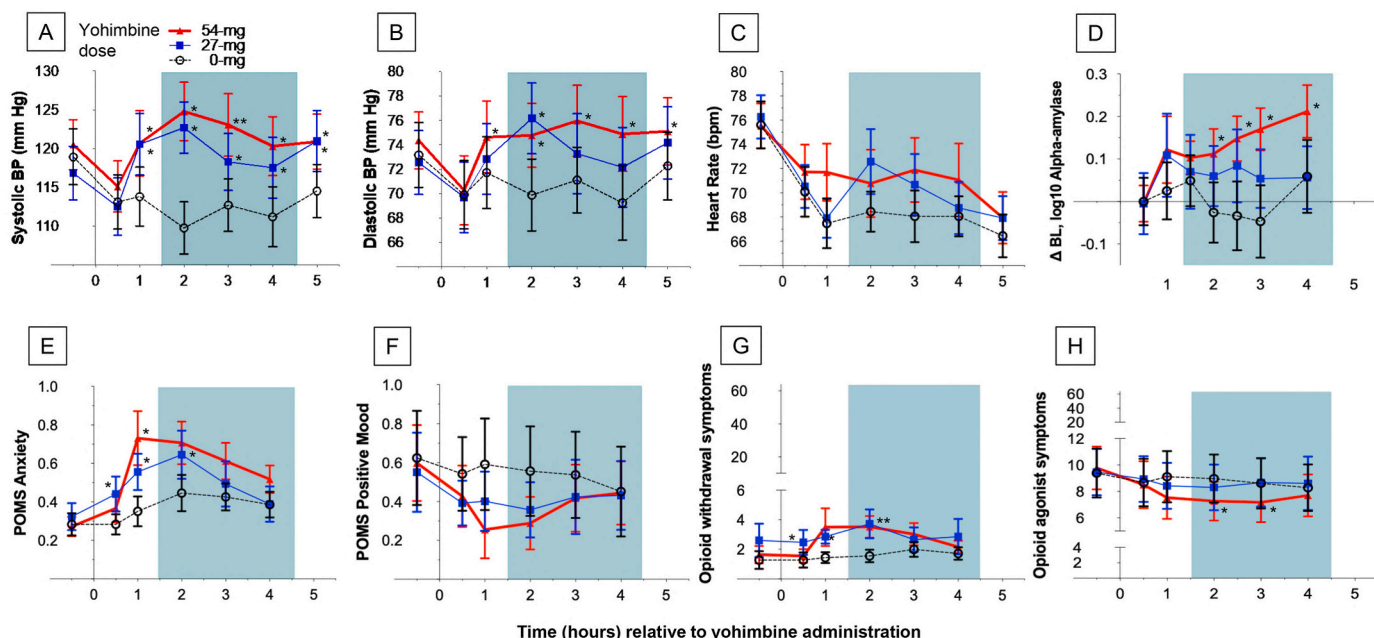 A
Yohimbine dose
54-mg
27-mg
0-mg
Systolic BP (mm Hg)
130
125
120
115
110
0 1 2 3 4 5
B
Diastolic BP (mm Hg)
80
78
76
74
72
70
68
66
0 1 2 3 4 5
C
Heart Rate (bpm)
80
78
76
74
72
70
68
66
0 1 2 3 4 5
D
Δ BL, log10 Alpha-amylase
0.3
0.2
0.1
0.0
-0.1
1 2 3 4 5
E
POMS Anxiety
1.0
0.8
0.6
0.4
0.2
0 1 2 3 4 5
F
POMS Positive Mood
1.0
0.8
0.6
0.4
0.2
0 1 2 3 4 5
G
Opioid withdrawal symptoms
60
40
20
6
4
2
0 1 2 3 4 5
H
Opioid agonist symptoms
60
40
20
12
10
8
6
4
2
0 1 2 3 4 5
Time (hours) relative to yohimbine administration